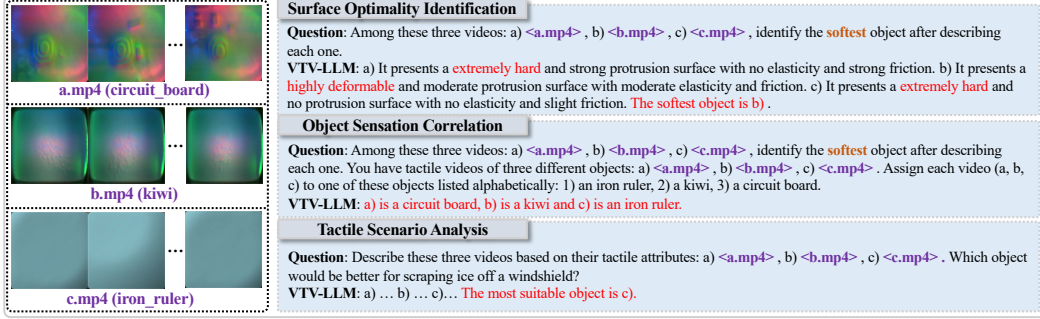 a.mp4 (circuit_board)
b.mp4 (kiwi)
c.mp4 (iron_ruler)
Surface Optimality Identification
Question: Among these three videos: a) <a.mp4> , b) <b.mp4> , c) <c.mp4> , identify the softest object after describing
each one.
VTV-LLM: a) It presents a extremely hard and strong protrusion surface with no elasticity and strong friction. b) It presents a
highly deformable and moderate protrusion surface with moderate elasticity and friction. c) It presents a extremely hard and
no protrusion surface with no elasticity and slight friction. The softest object is b) .
Object Sensation Correlation
Question: Among these three videos: a) <a.mp4> , b) <b.mp4> , c) <c.mp4> , identify the softest object after describing
each one. You have tactile videos of three different objects: a) <a.mp4> , b) <b.mp4> , c) <c.mp4> . Assign each video (a, b,
c) to one of these objects listed alphabetically: 1) an iron ruler, 2) a kiwi, 3) a circuit board.
VTV-LLM: a) is a circuit board, b) is a kiwi and c) is an iron ruler.
Tactile Scenario Analysis
Question: Describe these three videos based on their tactile attributes: a) <a.mp4> , b) <b.mp4> , c) <c.mp4> . Which object
would be better for scraping ice off a windshield?
VTV-LLM: a) … b) … c)… The most suitable object is c).